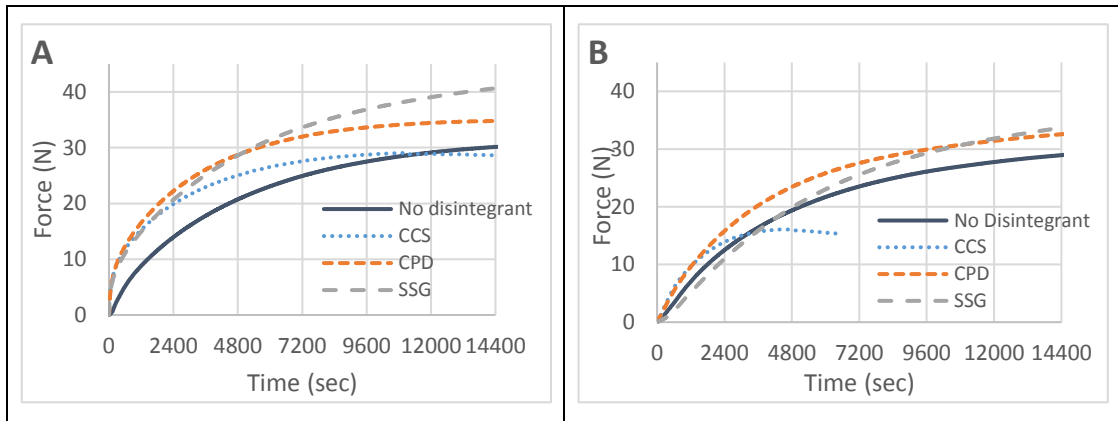 A
Force (N)
40
30
20
10
0
No disintegrant
CCS
CPD
SSG
0 2400 4800 7200 9600 12000 14400
Time (sec)
B
Force (N)
40
30
20
10
0
No Disintegrant
CCS
CPD
SSG
0 2400 4800 7200 9600 12000 14400
Time (sec)